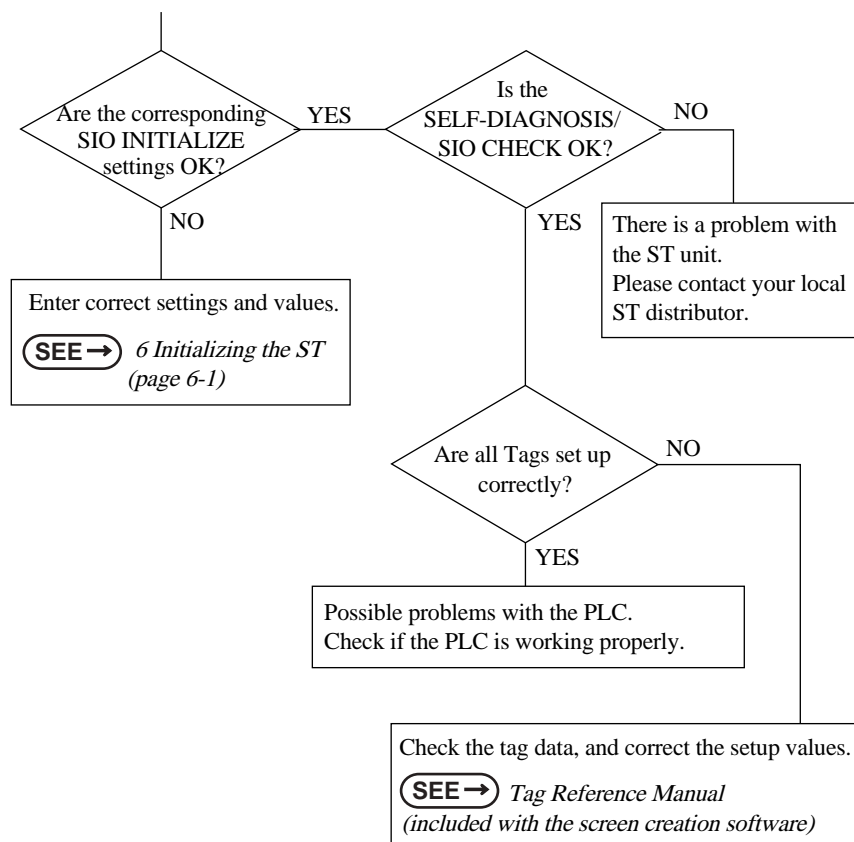 Are the corresponding
SIO INITIALIZE
settings OK?
YES
NO
Is the
SELF-DIAGNOSIS/
SIO CHECK OK?
NO
YES
There is a problem with
the ST unit.
Please contact your local
ST distributor.
Enter correct settings and values.
SEE→ 6 Initializing the ST
(page 6-1)
Are all Tags set up
correctly?
NO
YES
Possible problems with the PLC.
Check if the PLC is working properly.
Check the tag data, and correct the setup values.
SEE→ Tag Reference Manual
(included with the screen creation software)